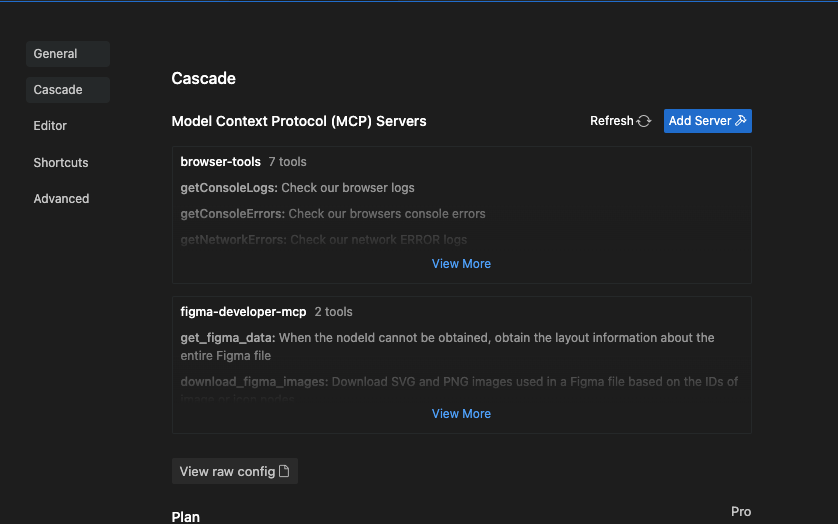 General
Cascade
Editor
Shortcuts
Advanced
Cascade
Model Context Protocol (MCP) Servers
Refresh
Add Server
browser-tools 7 tools
getConsoleLogs: Check our browser logs
getConsoleErrors: Check our browsers console errors
getNetworkErrors: Check our network ERROR logs
View More
figma-developer-mcp 2 tools
get_figma_data: When the nodeId cannot be obtained, obtain the layout information about the
entire Figma file
download_figma_images: Download SVG and PNG images used in a Figma file based on the IDs of
View More
View raw config
Plan
Pro